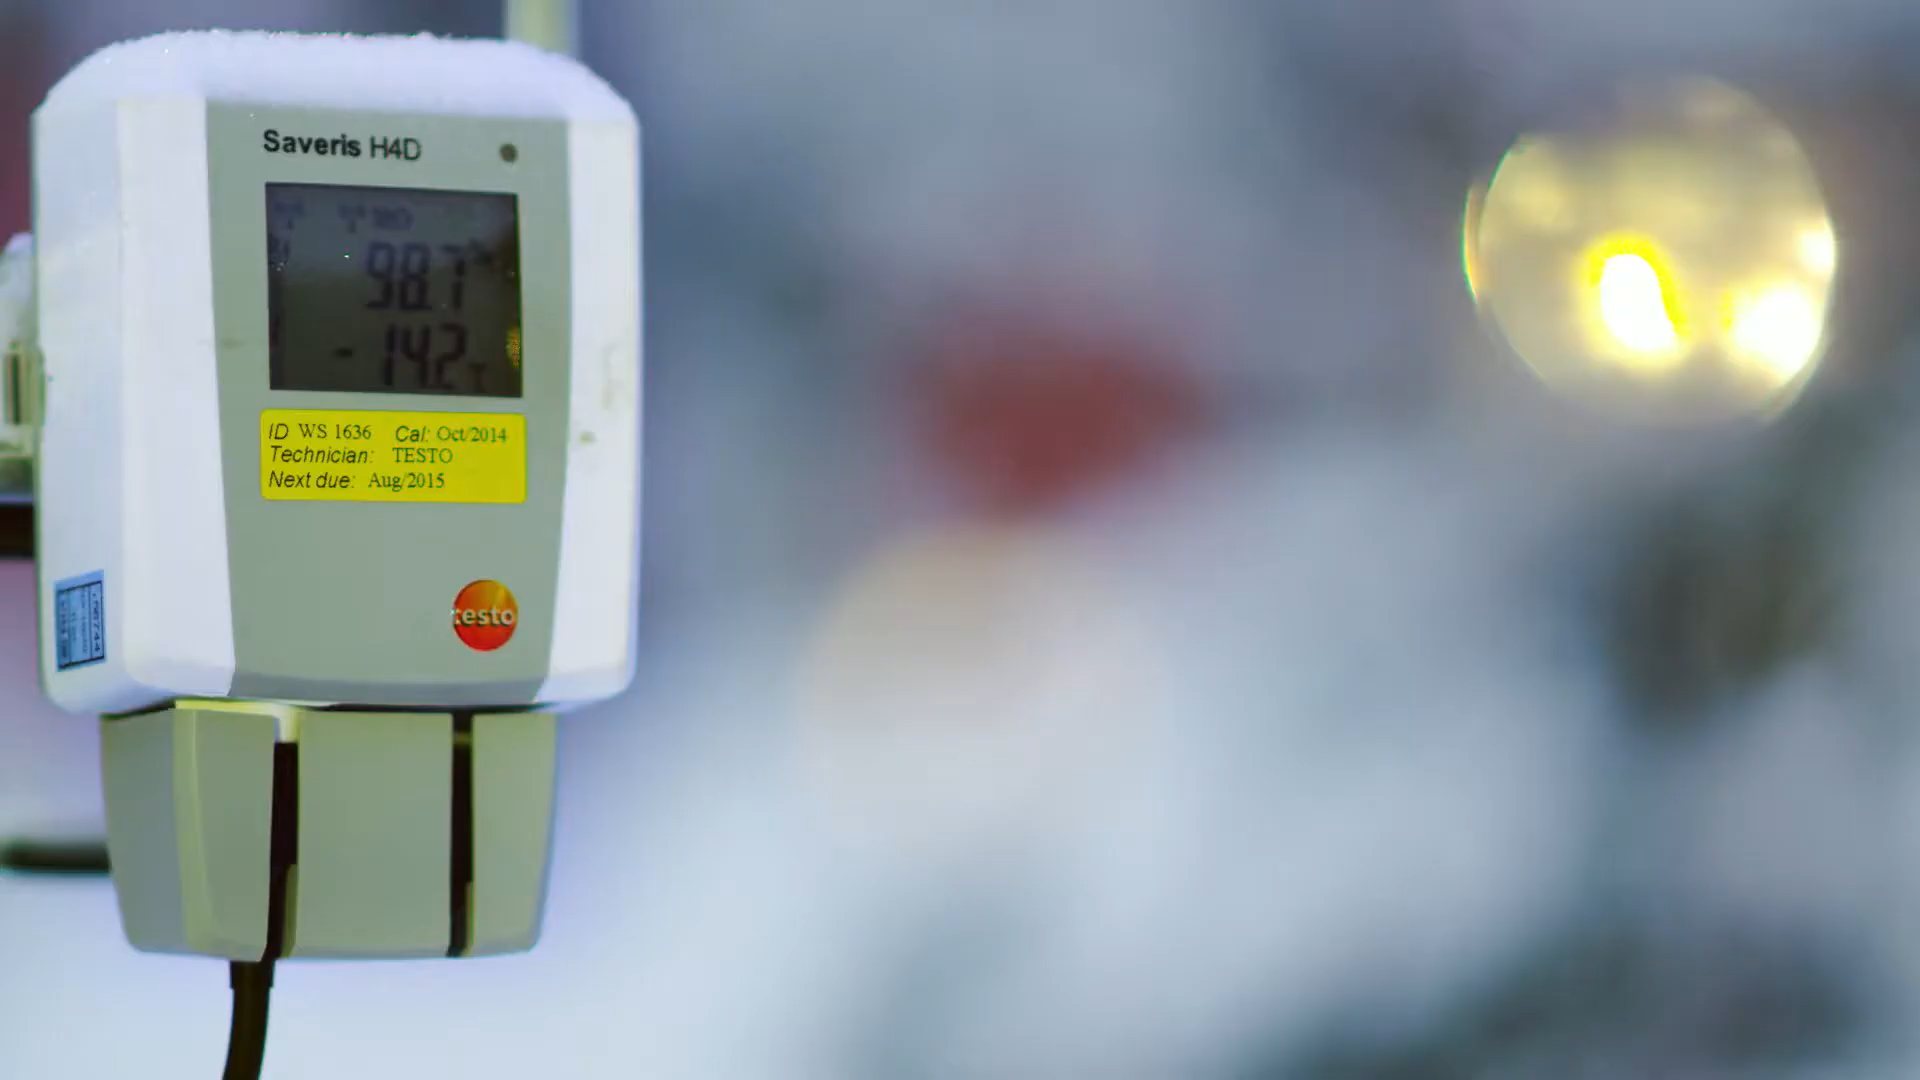 Saveris H4D
98.7 %
- 14.2
ID WS 1636 Cal: Oct/2014
Technician: TESTO
Next due: Aug/2015
testo